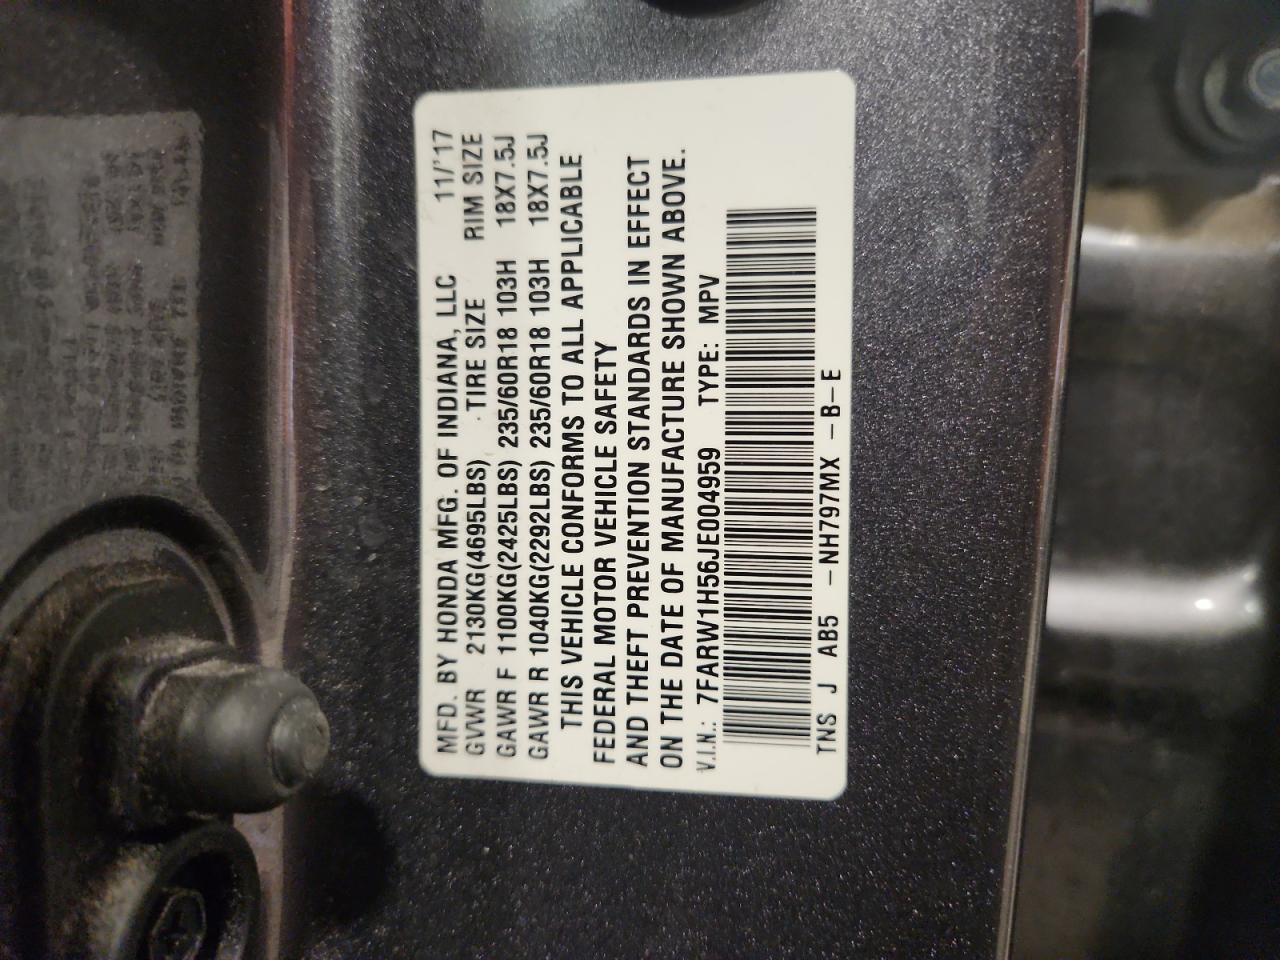 MFD. BY HONDA MFG. OF INDIANA, LLC 11/'17
GVWR 2130KG(4695LBS) TIRE SIZE RIM SIZE
GAWR F 1100KG(2425LBS) 235/60R18 103H 18X7.5J
GAWR R 1040KG(2292LBS) 235/60R18 103H 18X7.5J
THIS VEHICLE CONFORMS TO ALL APPLICABLE
FEDERAL MOTOR VEHICLE SAFETY
AND THEFT PREVENTION STANDARDS IN EFFECT
ON THE DATE OF MANUFACTURE SHOWN ABOVE.
V.I.N.: 7FARW1H56JE004959 TYPE: MPV
TNS J AB5 -NH797MX -B-E